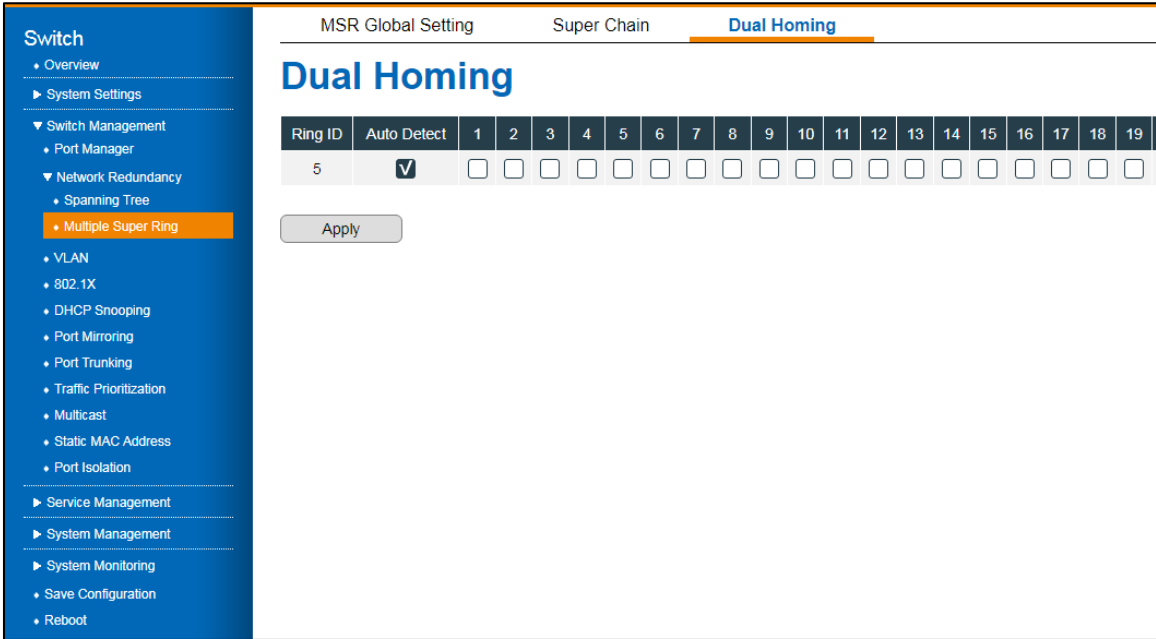 Switch
Overview
System Settings
Switch Management
Port Manager
Network Redundancy
Spanning Tree
Multiple Super Ring
VLAN
802.1X
DHCP Snooping
Port Mirroring
Port Trunking
Traffic Prioritization
Multicast
Static MAC Address
Port Isolation
Service Management
System Management
System Monitoring
Save Configuration
Reboot
MSR Global Setting Super Chain Dual Homing
Dual Homing
Ring ID Auto Detect 1 2 3 4 5 6 7 8 9 10 11 12 13 14 15 16 17 18 19
5
Apply